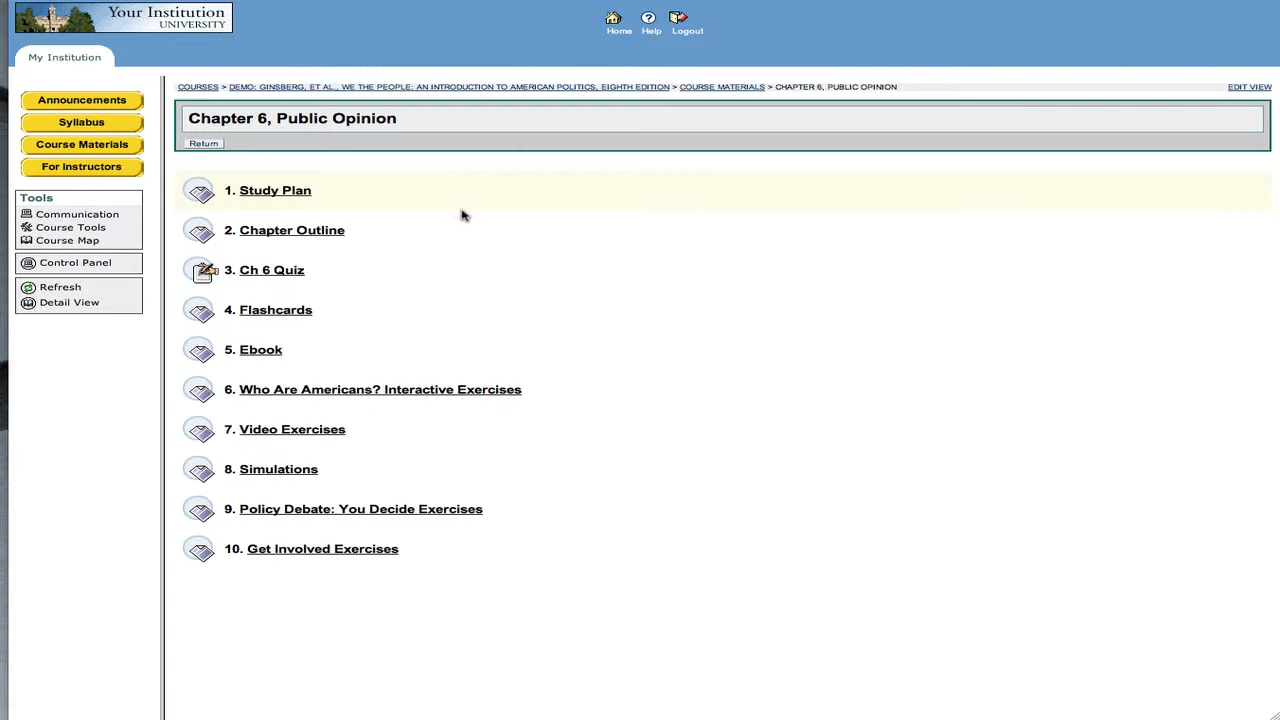 Your Institution
UNIVERSITY
Home Help Logout
My Institution
COURSES > DEMO: GINSBERG, ET AL., WE THE PEOPLE: AN INTRODUCTION TO AMERICAN POLITICS, EIGHTH EDITION > COURSE MATERIALS > CHAPTER 6, PUBLIC OPINION
EDIT VIEW
Announcements
Syllabus
Course Materials
For Instructors
Tools
Communication
Course Tools
Course Map
Control Panel
Refresh
Detail View
Chapter 6, Public Opinion
Return
1. Study Plan
2. Chapter Outline
3. Ch 6 Quiz
4. Flashcards
5. Ebook
6. Who Are Americans? Interactive Exercises
7. Video Exercises
8. Simulations
9. Policy Debate: You Decide Exercises
10. Get Involved Exercises